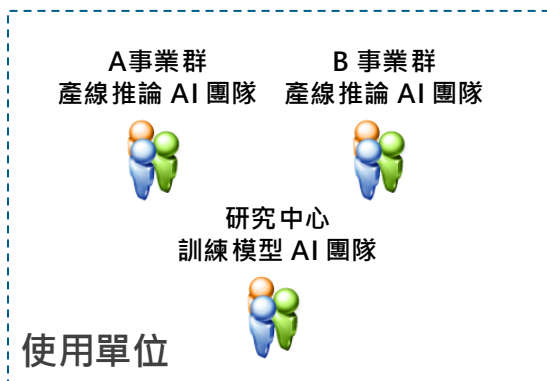 A事業群
產線推論 AI 團隊
B 事業群
產線推論 AI 團隊
研究中心
訓練模型 AI 團隊
使用單位